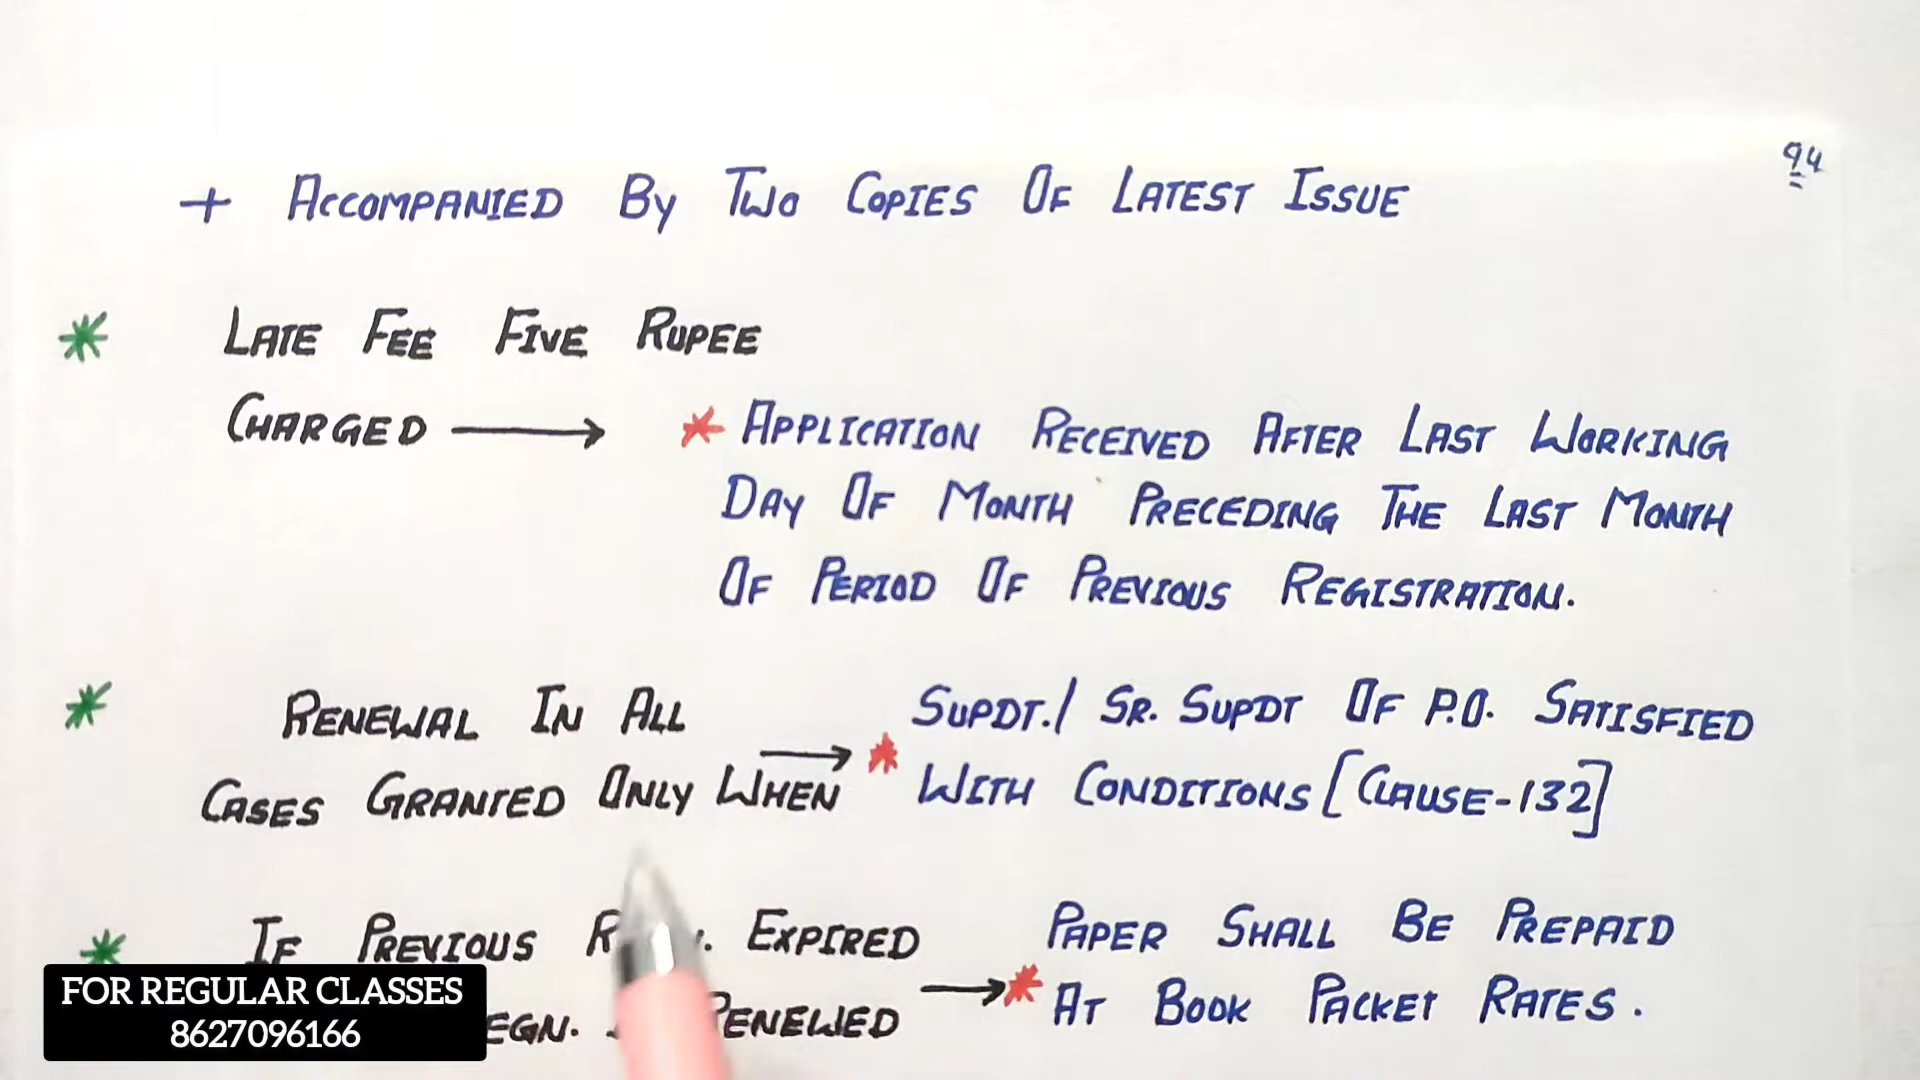 94
+ ACCOMPANIED BY TWO COPIES OF LATEST ISSUE
* LATE FEE FIVE RUPEE
CHARGED → * APPLICATION RECEIVED AFTER LAST WORKING
DAY OF MONTH PRECEDING THE LAST MONTH
OF PERIOD OF PREVIOUS REGISTRATION.
* RENEWAL IN ALL
CASES GRANTED ONLY WHEN → *
SUPDT./ SR. SUPDT OF P.O. SATISFIED
WITH CONDITIONS [CLAUSE-132]
* IF PREVIOUS EXPIRED
EGN. RENEWED → *
PAPER SHALL BE PREPAID
AT BOOK PACKET RATES.
FOR REGULAR CLASSES
8627096166